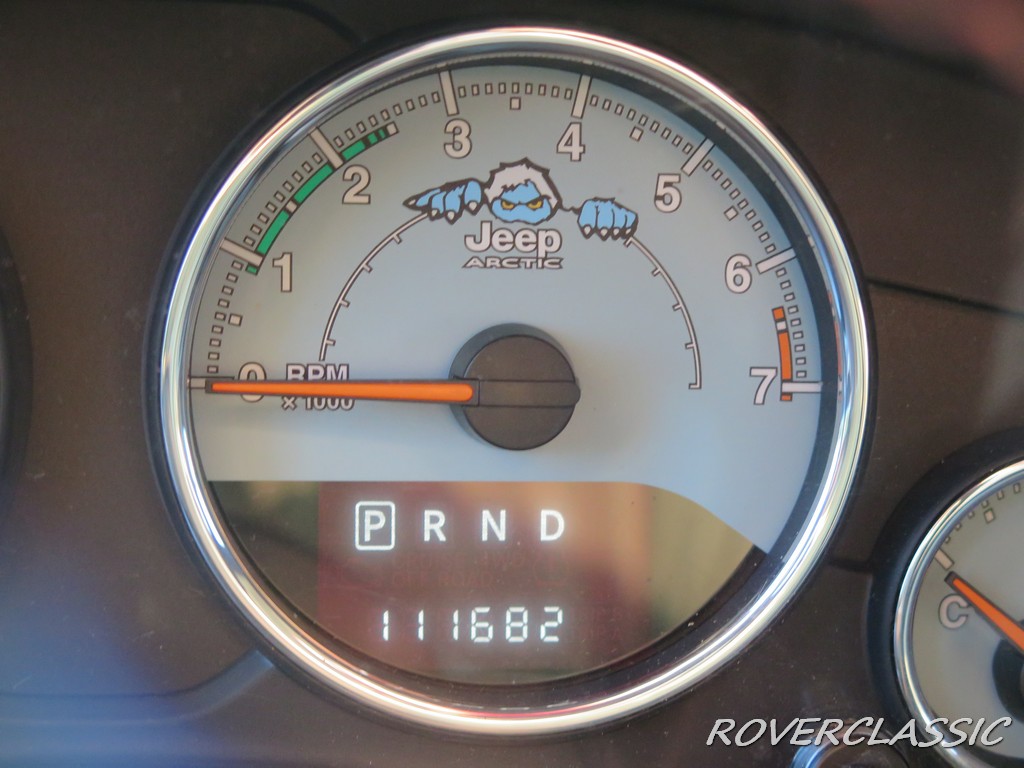 0 1 2 3 4 5 6 7
Jeep
ARCTIC
RPM
x 1000
P R N D
111682
C
ROVERCLASSIC